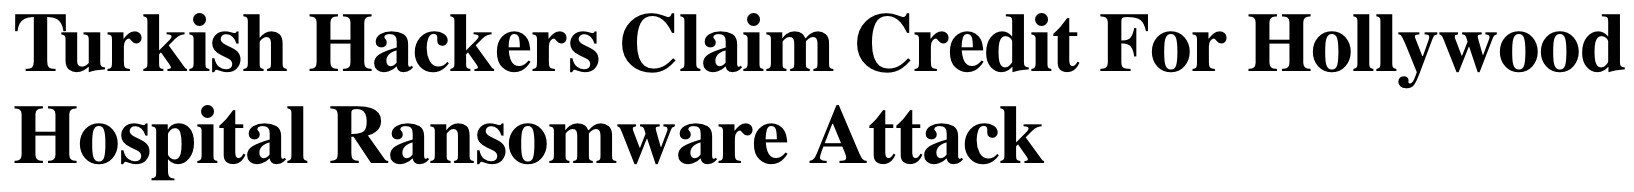 Turkish Hackers Claim Credit For Hollywood
Hospital Ransomware Attack